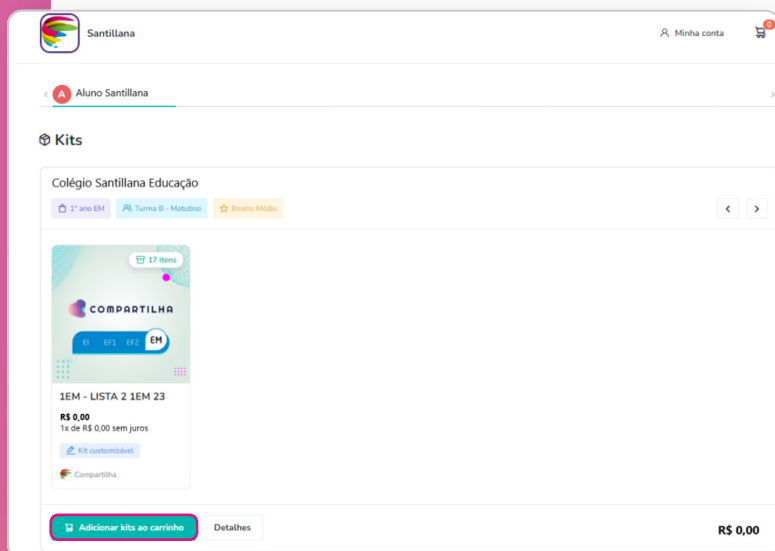 Santillana
Minha conta
0
A Aluno Santillana
Kits
Colégio Santillana Educação
1º ano EM
Turma B - Matutino
Ensino Médio
17 itens
COMPARTILHA
EI EF1 EF2 EM
1EM - LISTA 2 1EM 23
R$ 0,00
1x de R$ 0,00 sem juros
Kit customizável
Compartilha
Adicionar kits ao carrinho
Detalhes
R$ 0,00